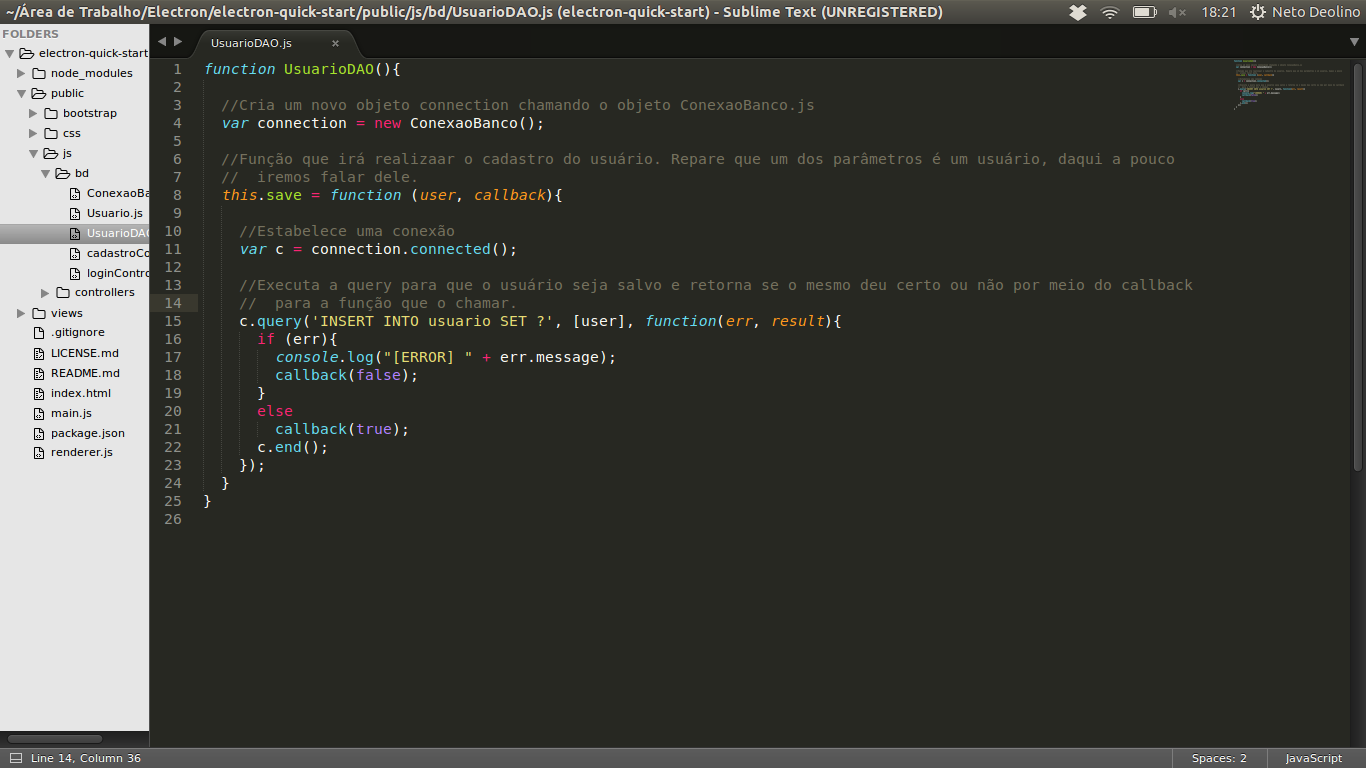 ~/Área de Trabalho/Electron/electron-quick-start/public/js/bd/UsuarioDAO.js (electron-quick-start) - Sublime Text (UNREGISTERED)
18:21
Neto Deolino
FOLDERS
electron-quick-start
node_modules
public
bootstrap
css
js
bd
ConexaoBa
Usuario.js
UsuarioDAO
cadastroCo
loginContro
controllers
views
.gitignore
LICENSE.md
README.md
index.html
main.js
package.json
renderer.js
UsuarioDAO.js ×
1 function UsuarioDAO(){
2
3 //Cria um novo objeto connection chamando o objeto ConexaoBanco.js
4 var connection = new ConexaoBanco();
5
6 //Função que irá realizaar o cadastro do usuário. Repare que um dos parâmetros é um usuário, daqui a pouco
7 //  iremos falar dele.
8 this.save = function (user, callback){
9
10 //Estabelece uma conexão
11 var c = connection.connected();
12
13 //Executa a query para que o usuário seja salvo e retorna se o mesmo deu certo ou não por meio do callback
14 //  para a função que o chamar.
15 c.query('INSERT INTO usuario SET ?', [user], function(err, result){
16 if (err){
17 console.log("[ERROR] " + err.message);
18 callback(false);
19 }
20 else
21 callback(true);
22 c.end();
23 });
24 }
25 }
26
Line 14, Column 36
Spaces: 2
JavaScript